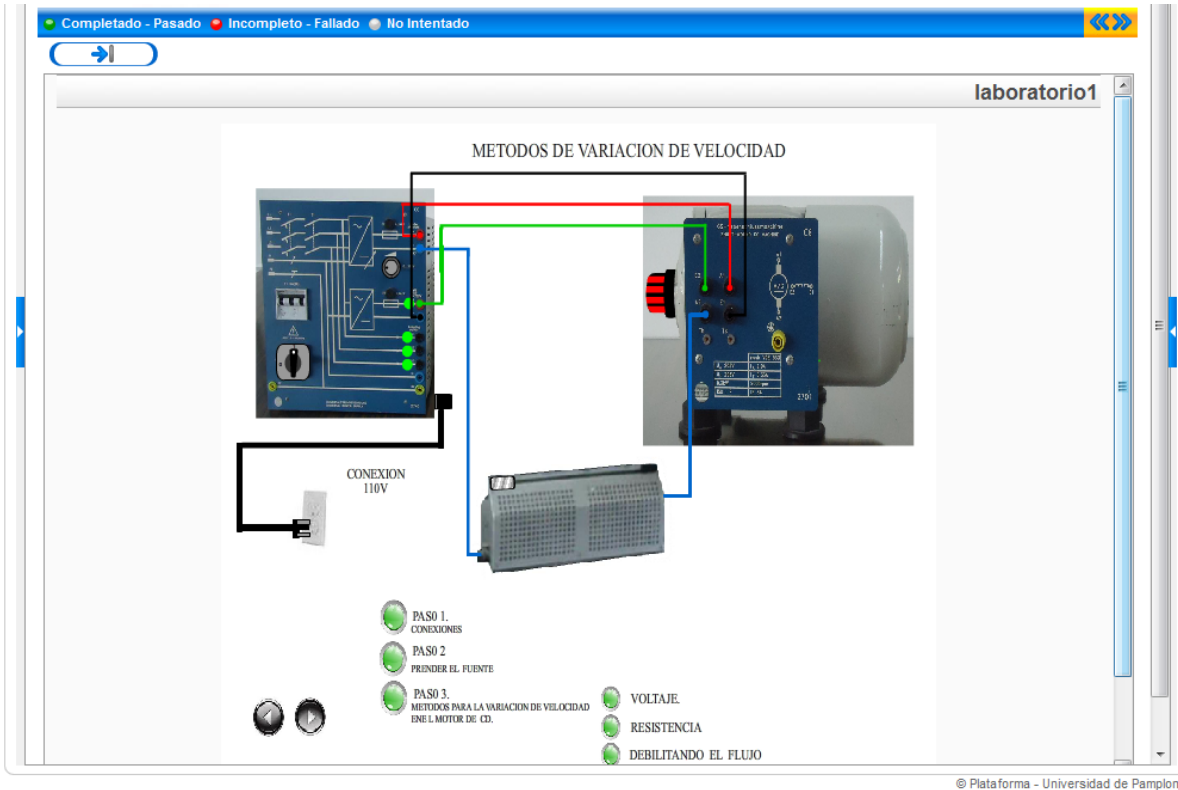 Completado - Pasado Incompleto - Fallado No Intentado
laboratorio1
METODOS DE VARIACION DE VELOCIDAD
CONEXION
110V
PASO 1.
CONEXIONES
PASO 2
PRENDER EL FUENTE
PASO 3.
METODOS PARA LA VARIACION DE VELOCIDAD
ENE L MOTOR DE CD.
VOLTAJE.
RESISTENCIA
DEBILITANDO EL FLUJO
© Plataforma - Universidad de Pamplon